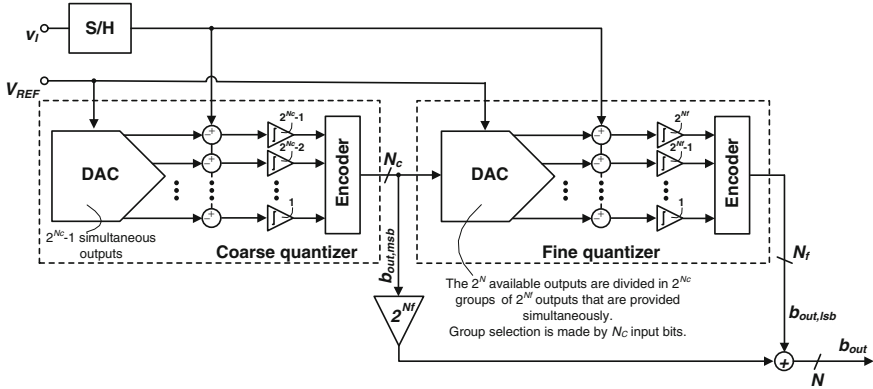 v_I
S/H
V_REF
DAC
2^Nc-1
2^Nc-2
1
Encoder
N_c
2^Nc-1 simultaneous
outputs
Coarse quantizer
DAC
2^Nf
2^Nf-1
1
Encoder
Fine quantizer
N_f
b_out,msb
2^Nf
The 2^N available outputs are divided in 2^Nc
groups of 2^Nf outputs that are provided
simultaneously.
Group selection is made by N_C input bits.
b_out,lsb
b_out
N